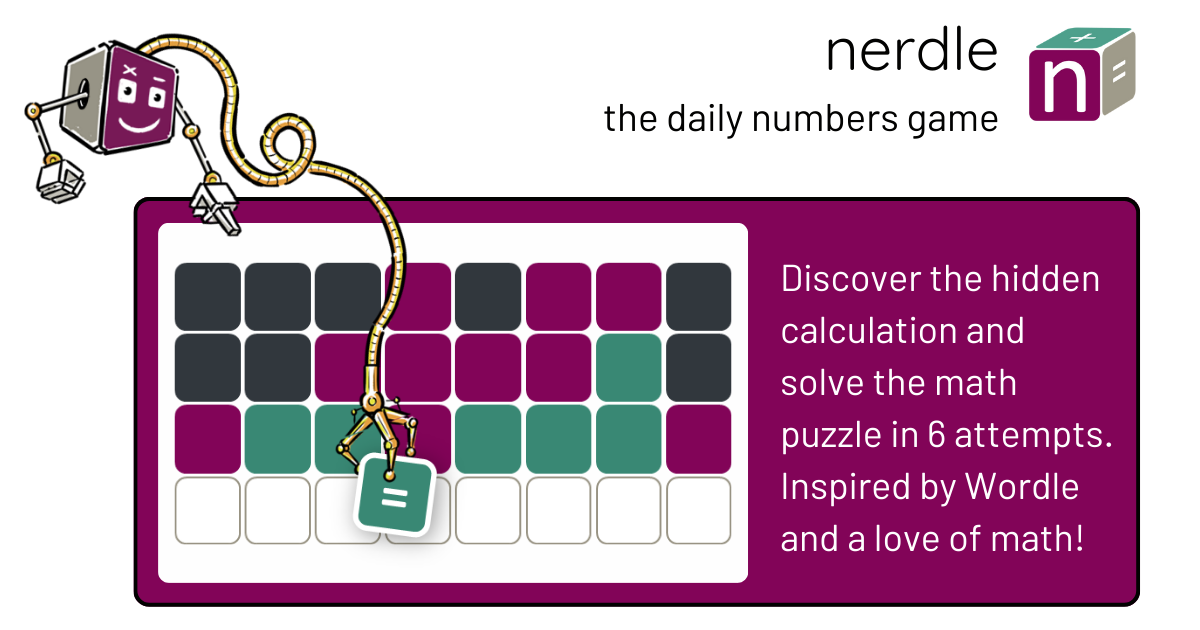 nerdle
the daily numbers game
+
n
=
Discover the hidden
calculation and
solve the math
puzzle in 6 attempts.
Inspired by Wordle
and a love of math!
=